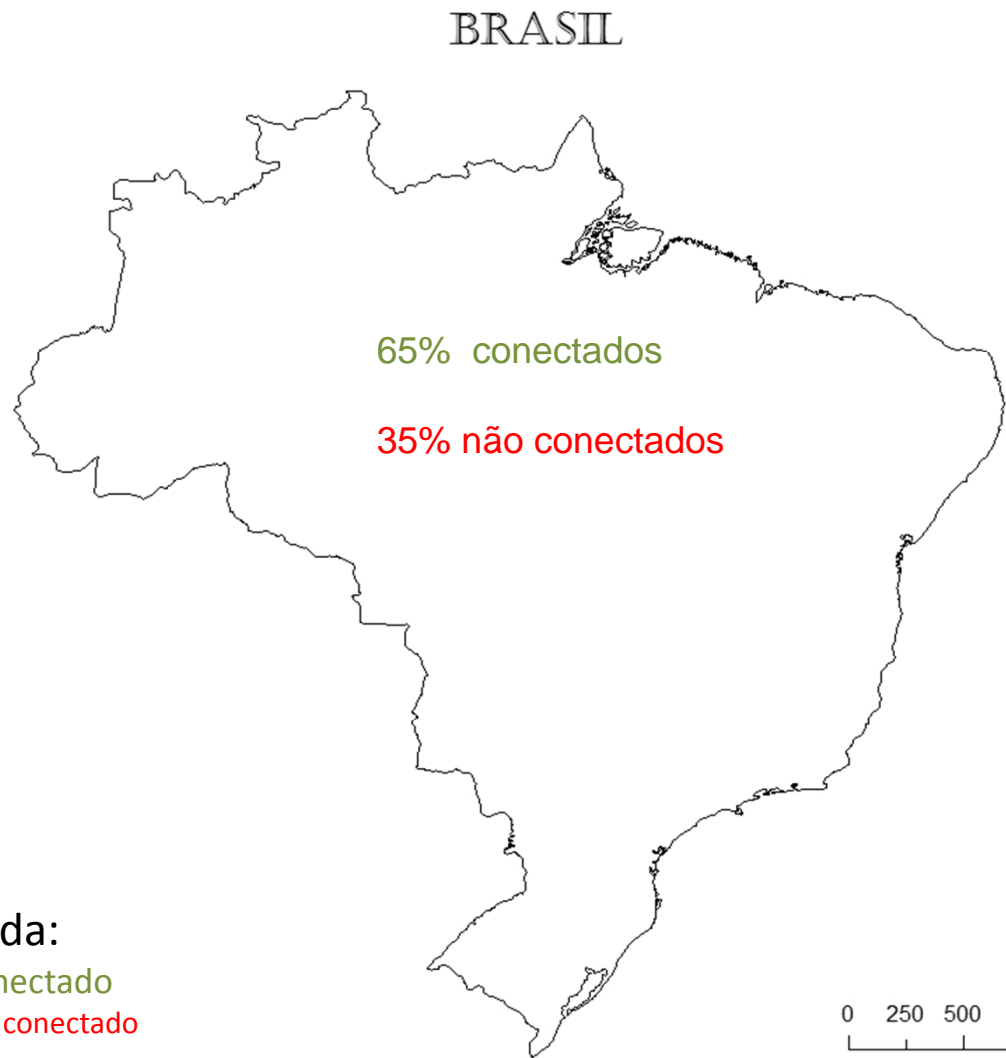 BRASIL
65% conectados
35% não conectados
da:
nectado
conectado
0 250 500